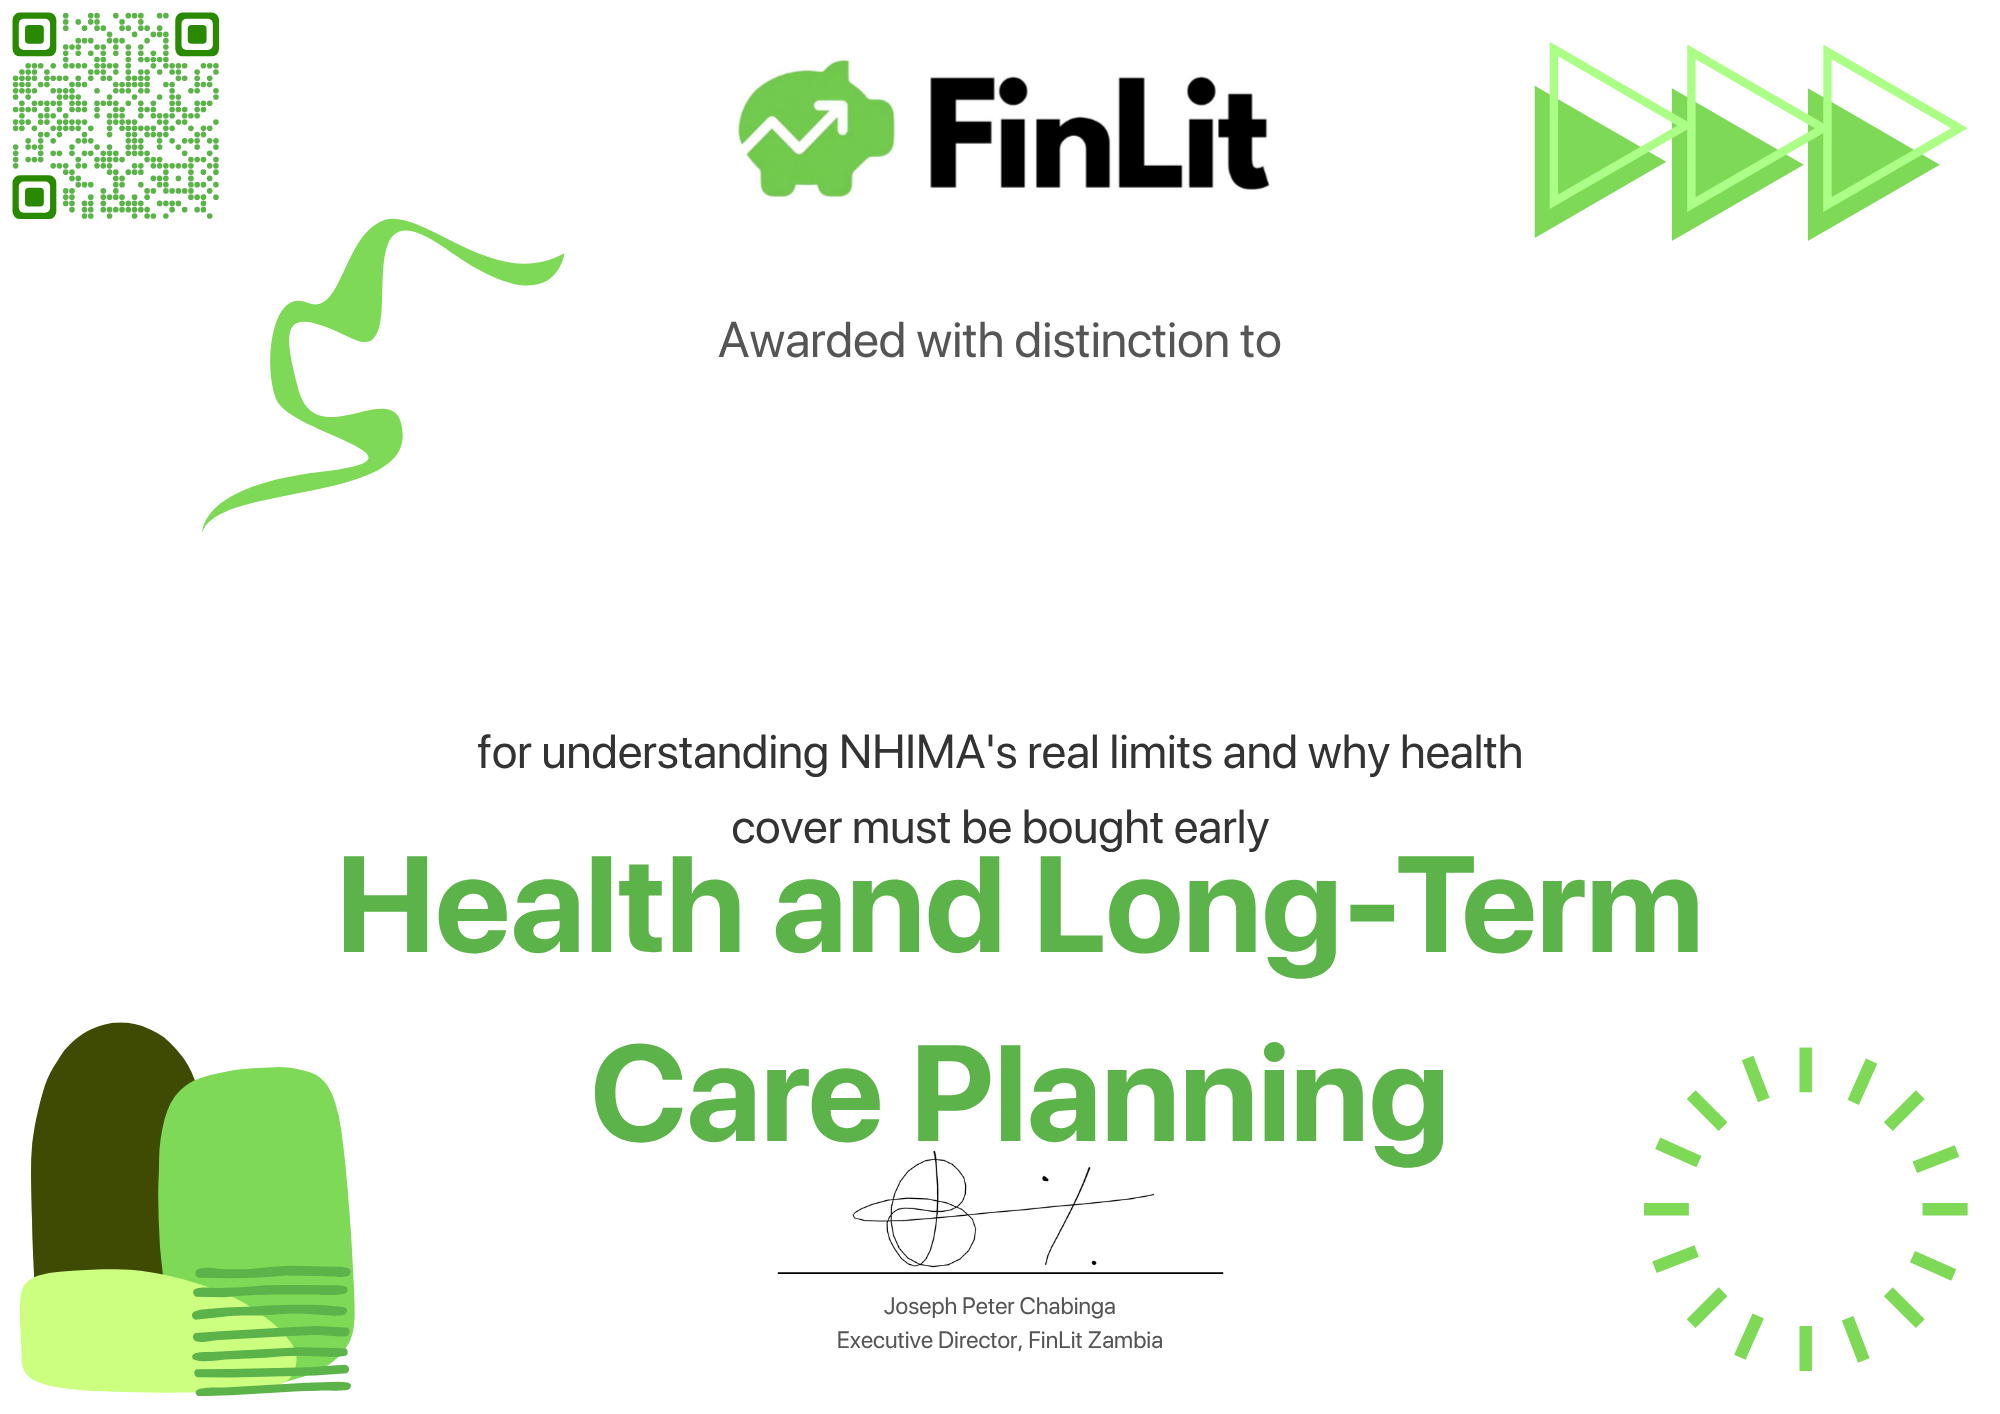 FinLit
Awarded with distinction to
for understanding NHIMA's real limits and why health
cover must be bought early
Health and Long-Term
Care Planning
Joseph Peter Chabinga
Executive Director, FinLit Zambia